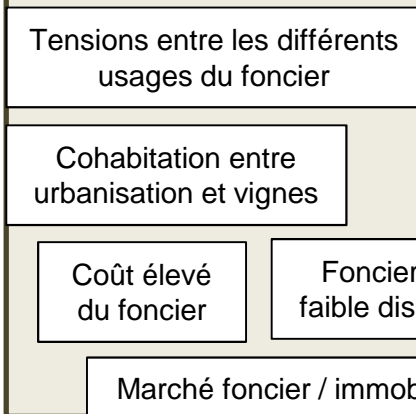 Tensions entre les différents
usages du foncier
Cohabitation entre
urbanisation et vignes
Coût élevé
du foncier
Foncier
faible
Marché foncier /